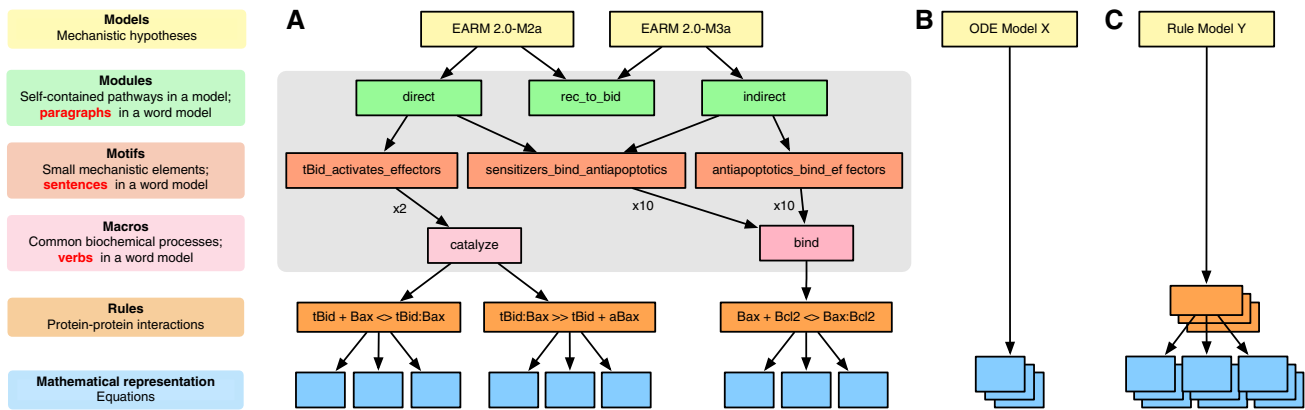 Models
Mechanistic hypotheses
Modules
Self-contained pathways in a model;
paragraphs in a word model
Motifs
Small mechanistic elements;
sentences in a word model
Macros
Common biochemical processes;
verbs in a word model
Rules
Protein-protein interactions
Mathematical representation
Equations
A
EARM 2.0-M2a
EARM 2.0-M3a
direct
rec_to_bid
indirect
tBid_activates_effectors
sensitizers_bind_antiapoptotics
antiapoptotics_bind_ef fectors
x2
x10
x10
catalyze
bind
tBid + Bax <> tBid:Bax
tBid:Bax >> tBid + aBax
Bax + Bcl2 <> Bax:Bcl2
B
ODE Model X
C
Rule Model Y